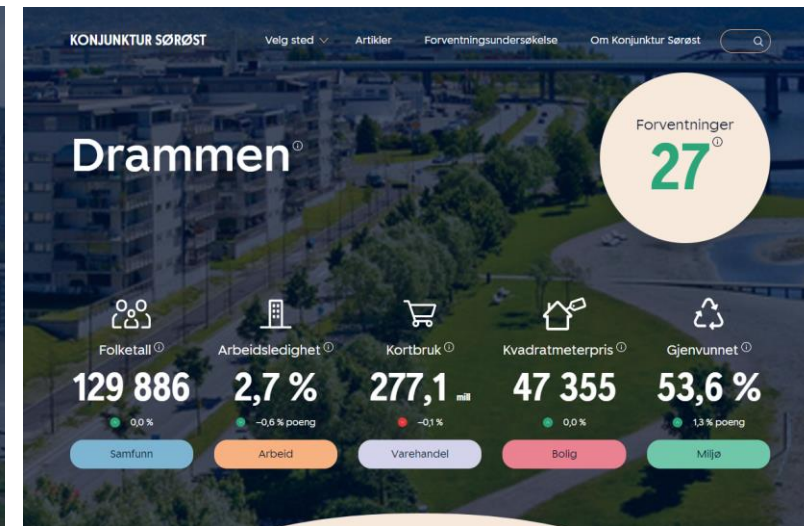 KONJUNKTUR SØRØST Velg sted Artikler Forventningsundersøkelse Om Konjunktur Sørøst
Forventninger
27
Drammen
Folketall Arbeidsledighet Kortbruk Kvadratmeterpris Gjenvunnet
129 886 2,7 % 277,1 mill 47 355 53,6 %
0,0 % -0,6 % poeng -0,1 % 0,0 % 1,3 % poeng
Samfunn Arbeid Varehandel Bolig Miljø